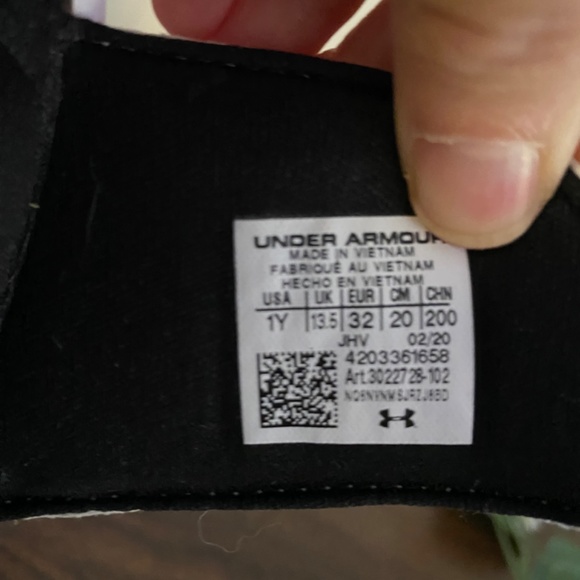 UNDER ARMOUR
MADE IN VIETNAM
FABRIQUÉ AU VIETNAM
HECHO EN VIETNAM
USA UK EUR CM CHN
1Y 13.5 32 20 200
JHV 02/20
4203361658
Art.3022728-102